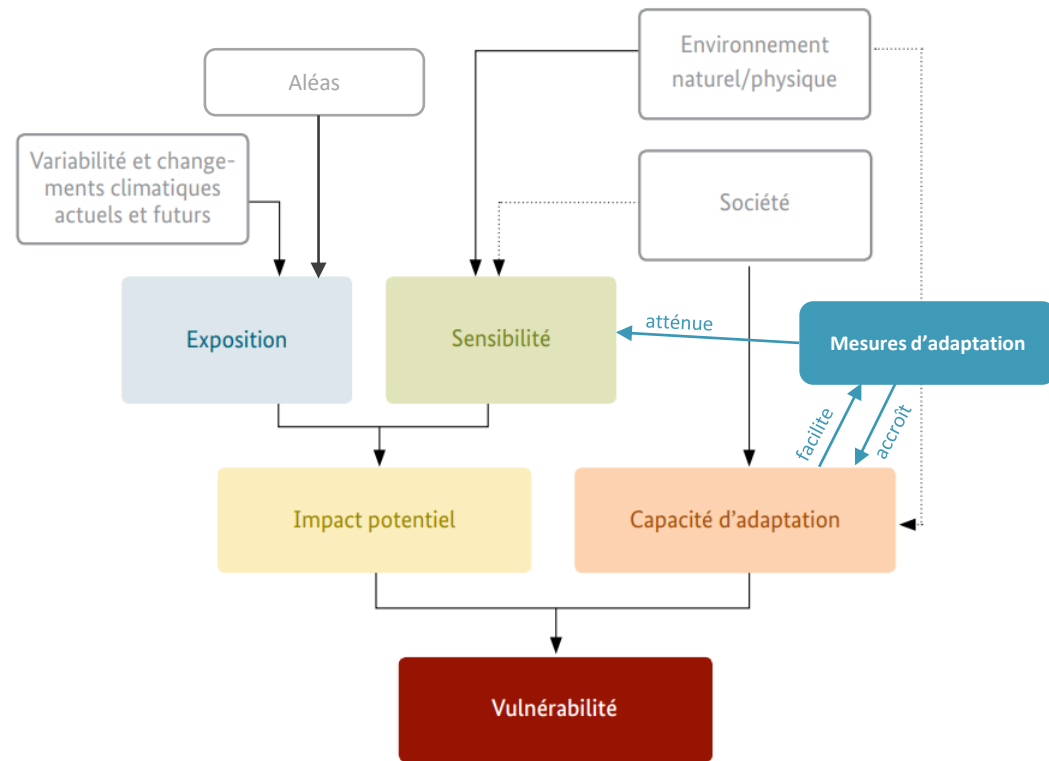 Environnement
naturel/physique
Aléas
Variabilité et change-
ments climatiques
actuels et futurs
Société
Exposition
Sensibilité
atténue
Mesures d’adaptation
facilite
accroît
Impact potentiel
Capacité d’adaptation
Vulnérabilité